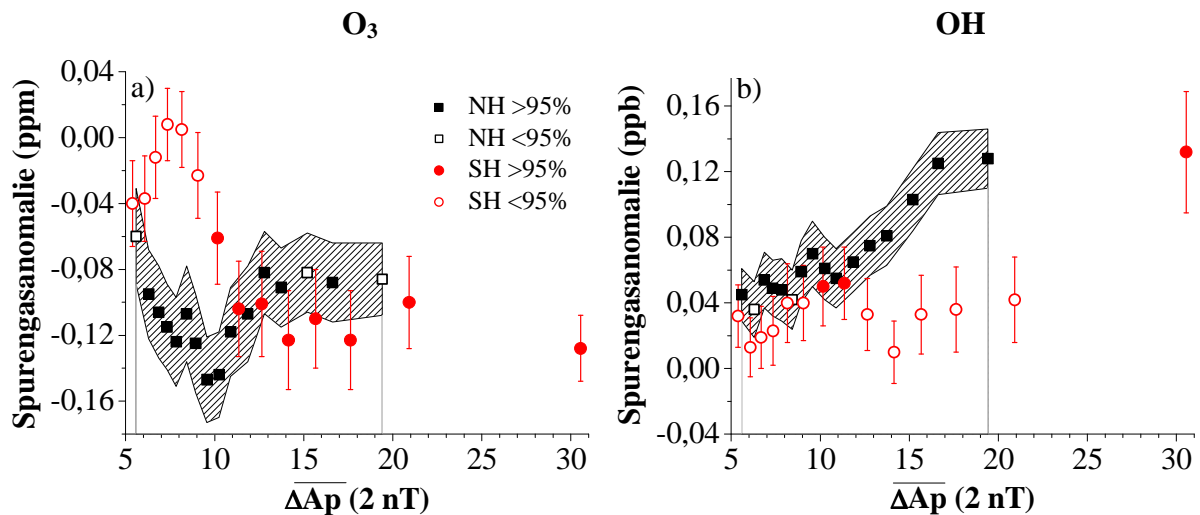 O₃
OH
Spurengasanomalie (ppm)
0,04
0,00
-0,04
-0,08
-0,12
-0,16
a)
NH >95%
NH <95%
SH >95%
SH <95%
5
10
15
20
25
30
ΔAp (2 nT)
Spurengasanomalie (ppb)
0,16
0,12
0,08
0,04
0,00
-0,04
b)
5
10
15
20
25
30
ΔAp (2 nT)